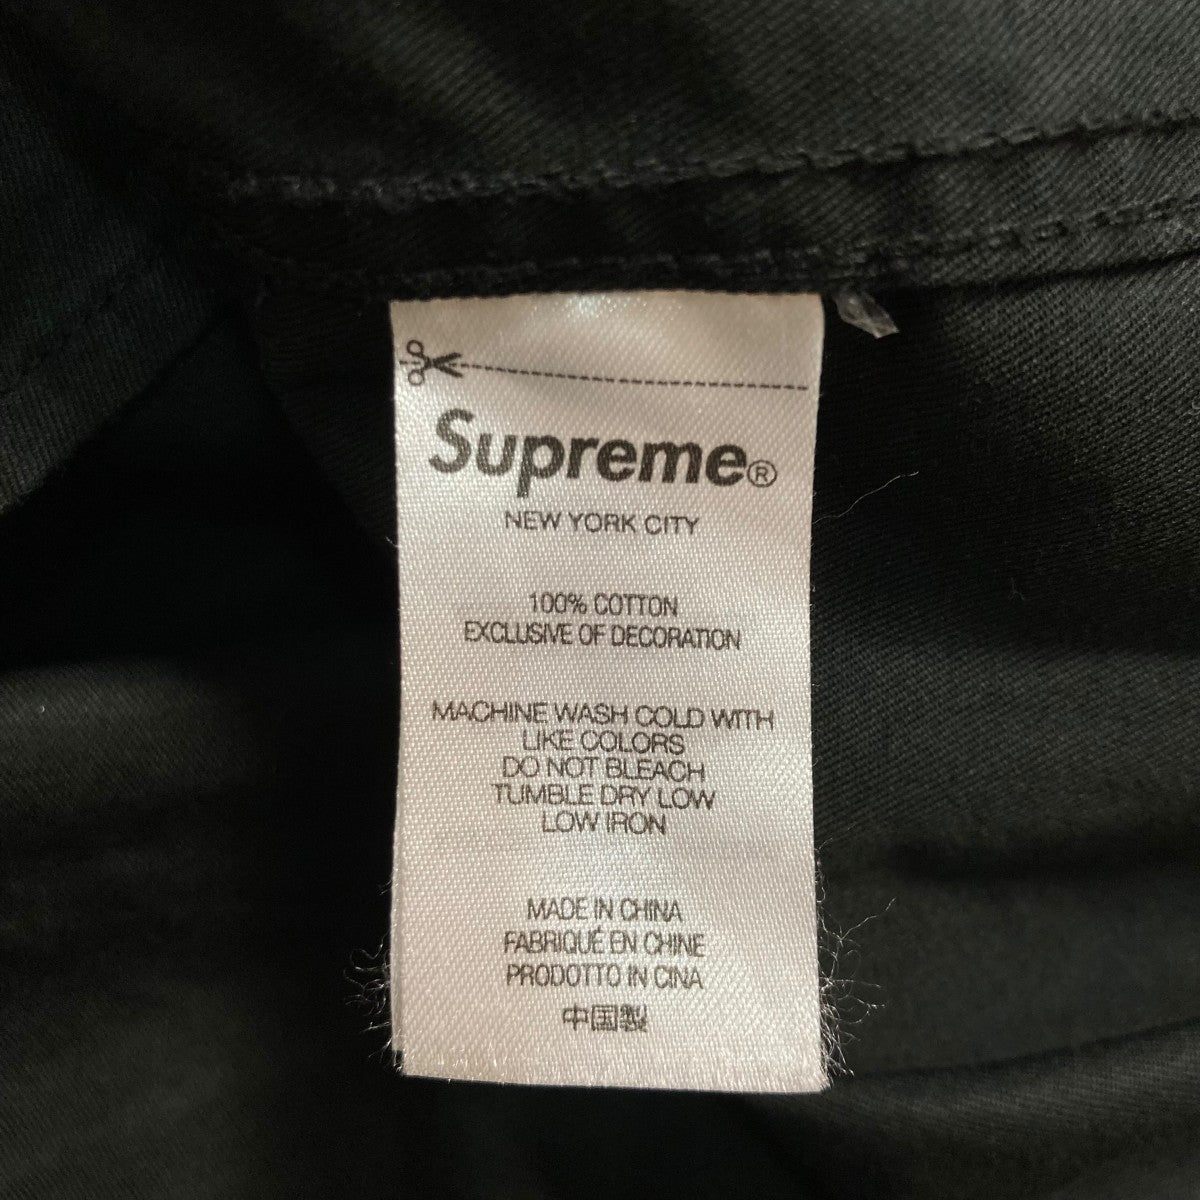 Supreme®
NEW YORK CITY
100% COTTON
EXCLUSIVE OF DECORATION
MACHINE WASH COLD WITH
LIKE COLORS
DO NOT BLEACH
TUMBLE DRY LOW
LOW IRON
MADE IN CHINA
FABRIQUÉ EN CHINE
PRODOTTO IN CINA
中国製